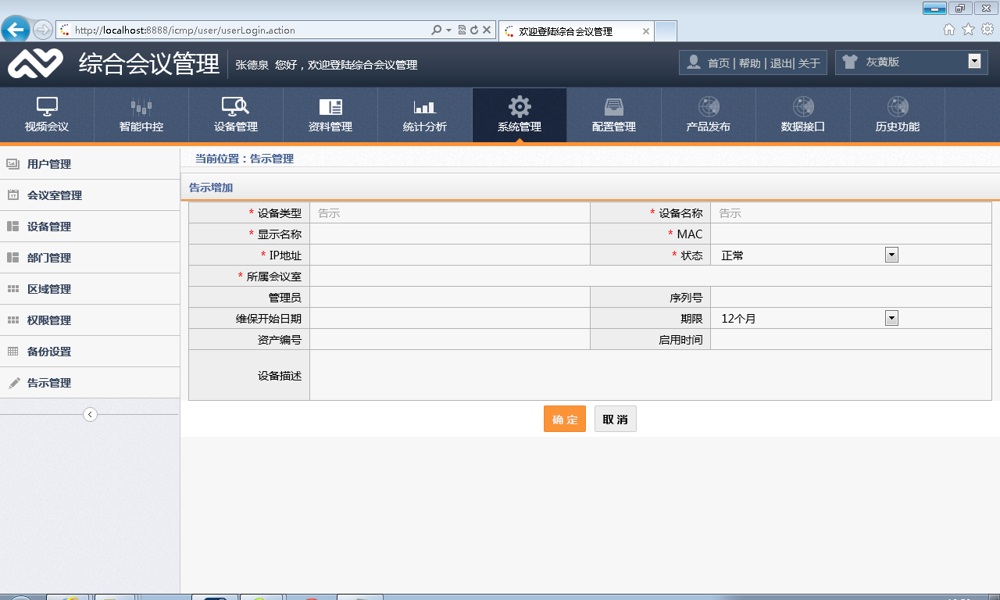 http://localhost:8888/icmp/user/userLogin.action
欢迎登陆综合会议管理
综合会议管理
张德泉 您好，欢迎登陆综合会议管理
首页 | 帮助 | 退出| 关于
灰黄版
视频会议
智能中控
设备管理
资料管理
统计分析
系统管理
配置管理
产品发布
数据接口
历史功能
用户管理
会议室管理
设备管理
部门管理
区域管理
权限管理
备份设置
告示管理
当前位置：告示管理
告示增加
* 设备类型 告示 * 设备名称 告示
* 显示名称 * MAC
* IP地址 * 状态 正常
* 所属会议室
管理员 序列号
维保开始日期 期限 12个月
资产编号 启用时间
设备描述
确 定 取 消